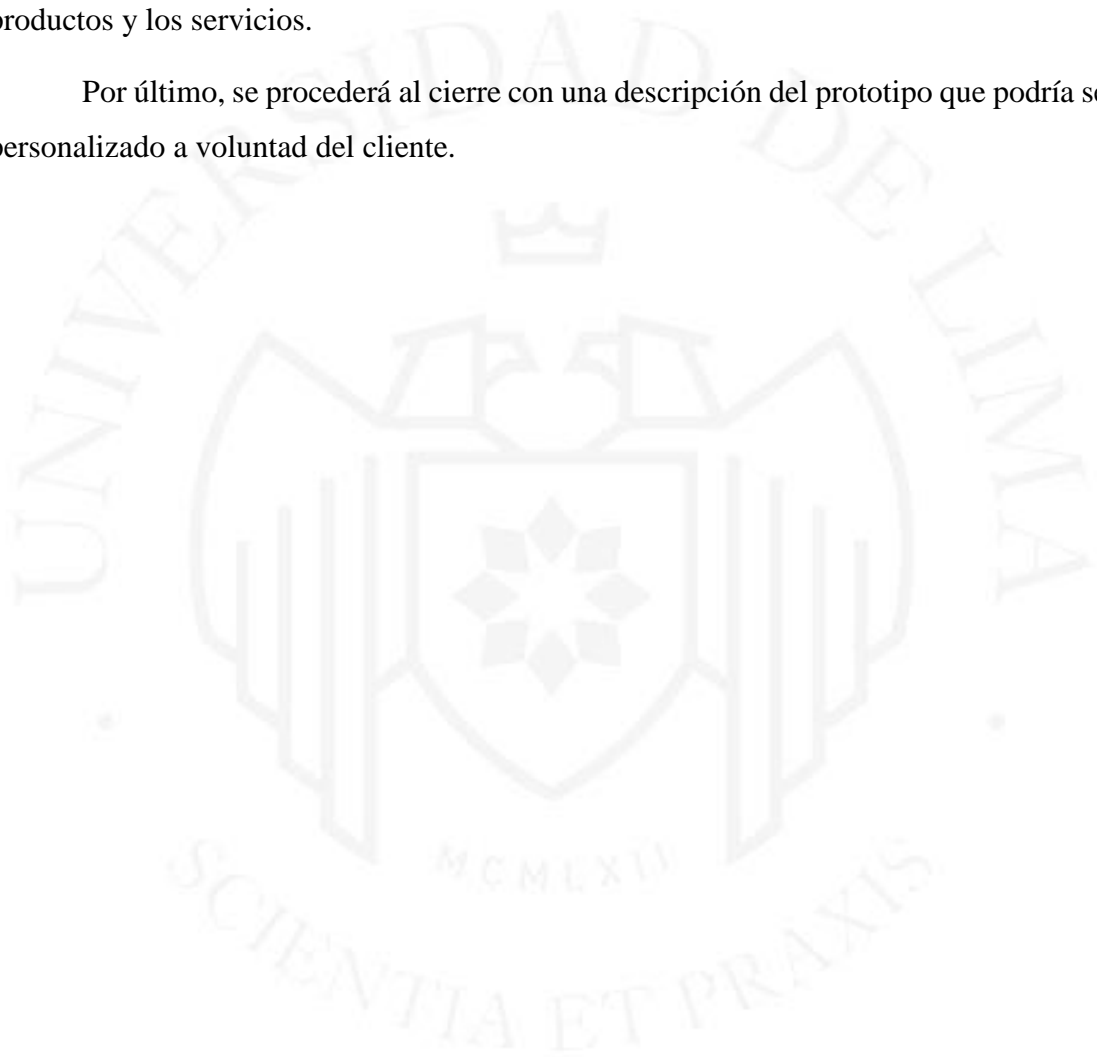 productos y los servicios.
Por último, se procederá al cierre con una descripción del prototipo que podría se
personalizado a voluntad del cliente.
UNIVERSIDAD DE LIMA
MCMLXII
SCIENTIA ET PRAXIS